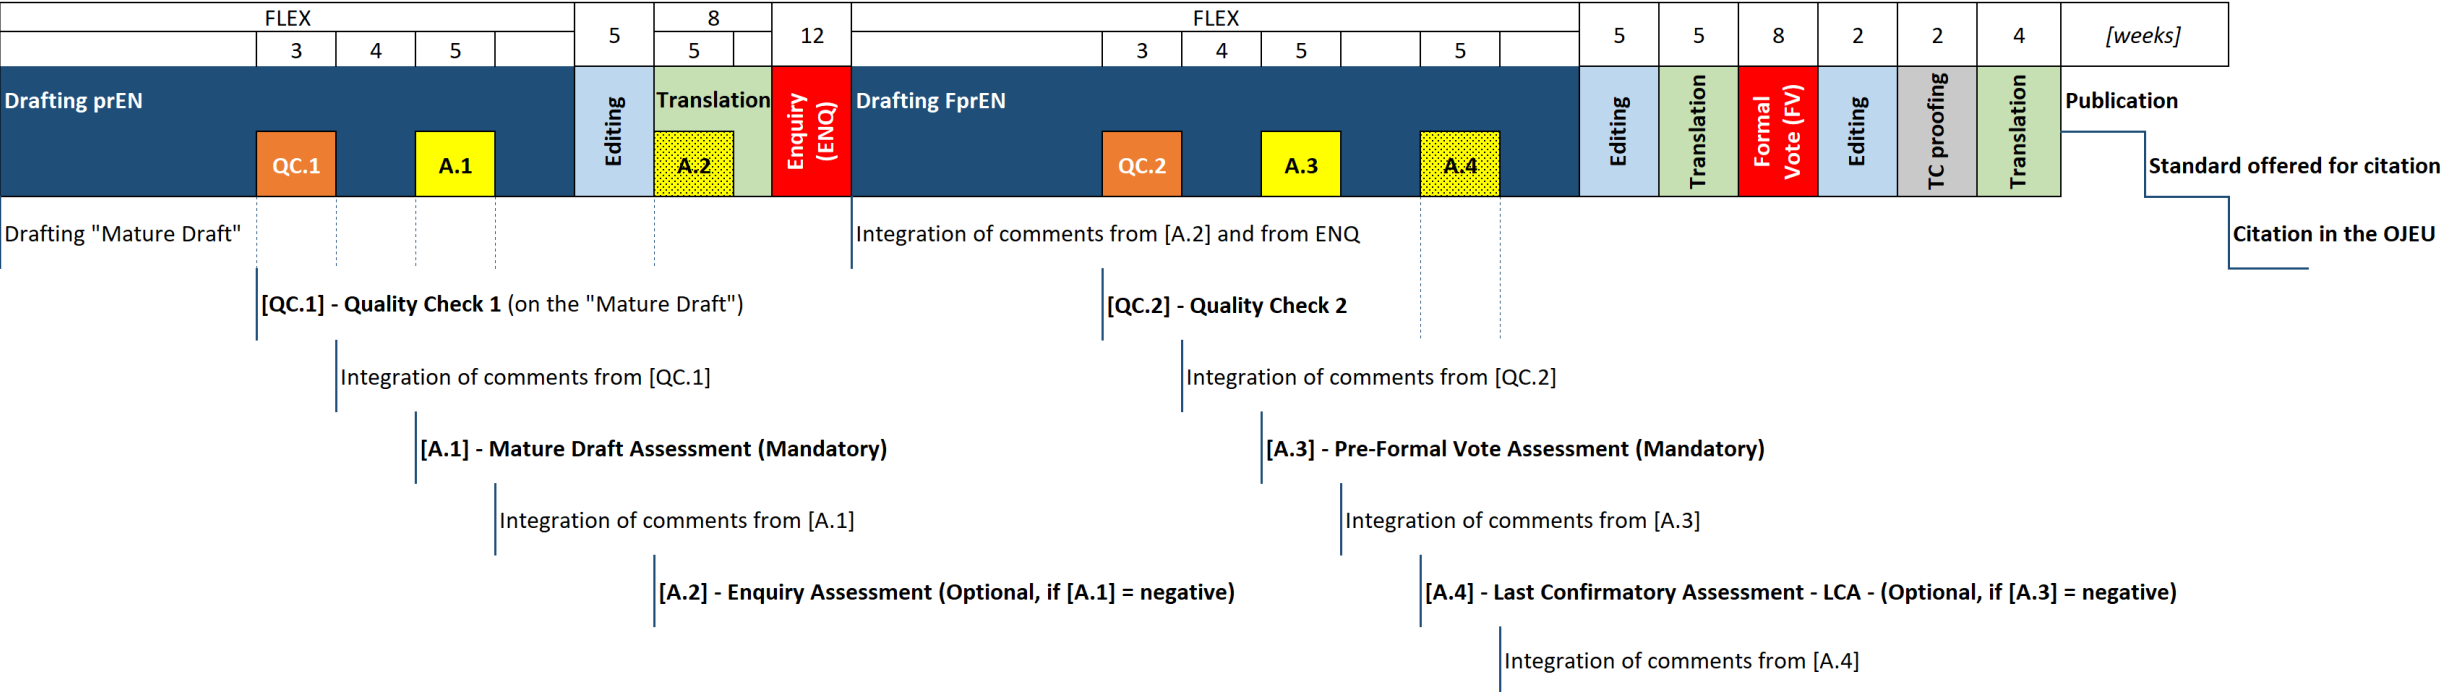 FLEX
5
8
12
FLEX
5
5
8
2
2
4
[weeks]
3
4
5
5
3
4
5
5
Drafting prEN
Editing
Translation
Enquiry
(ENQ)
Drafting FprEN
Editing
Translation
Formal
Vote (FV)
Editing
TC proofing
Translation
Publication
QC.1
A.1
A.2
QC.2
A.3
A.4
Standard offered for citation
Drafting "Mature Draft"
Integration of comments from [A.2] and from ENQ
Citation in the OJEU
[QC.1] - Quality Check 1 (on the "Mature Draft")
[QC.2] - Quality Check 2
Integration of comments from [QC.1]
Integration of comments from [QC.2]
[A.1] - Mature Draft Assessment (Mandatory)
[A.3] - Pre-Formal Vote Assessment (Mandatory)
Integration of comments from [A.1]
Integration of comments from [A.3]
[A.2] - Enquiry Assessment (Optional, if [A.1] = negative)
[A.4] - Last Confirmatory Assessment - LCA - (Optional, if [A.3] = negative)
Integration of comments from [A.4]